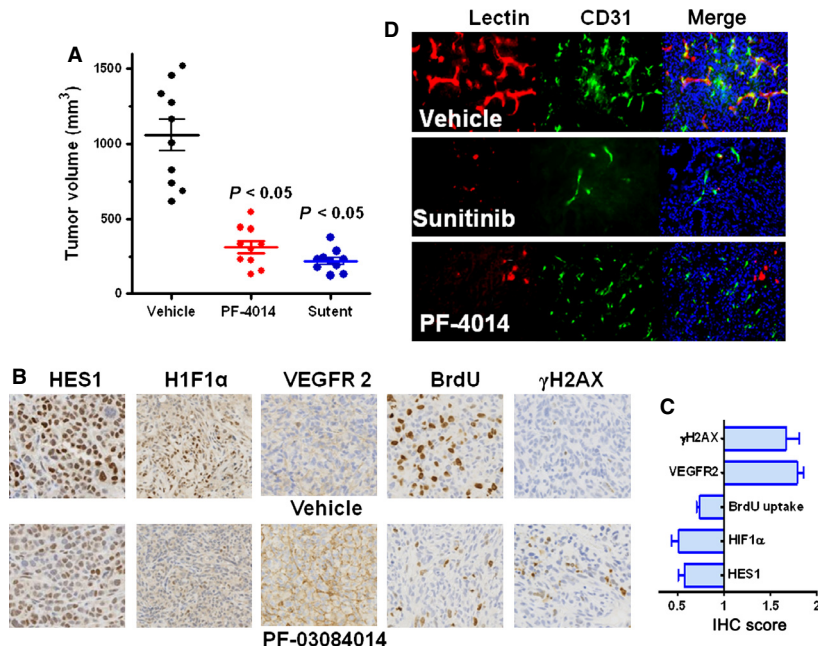 A
Tumor volume (mm³)
1500
1000
500
0
P < 0.05
P < 0.05
Vehicle PF-4014 Sutent
D
Lectin CD31 Merge
Vehicle
Sunitinib
PF-4014
B
HES1 H1F1α VEGFR 2 BrdU γH2AX
Vehicle
PF-03084014
C
γH2AX
VEGFR2
BrdU uptake
HIF1α
HES1
0.5 1 1.5 2
IHC score